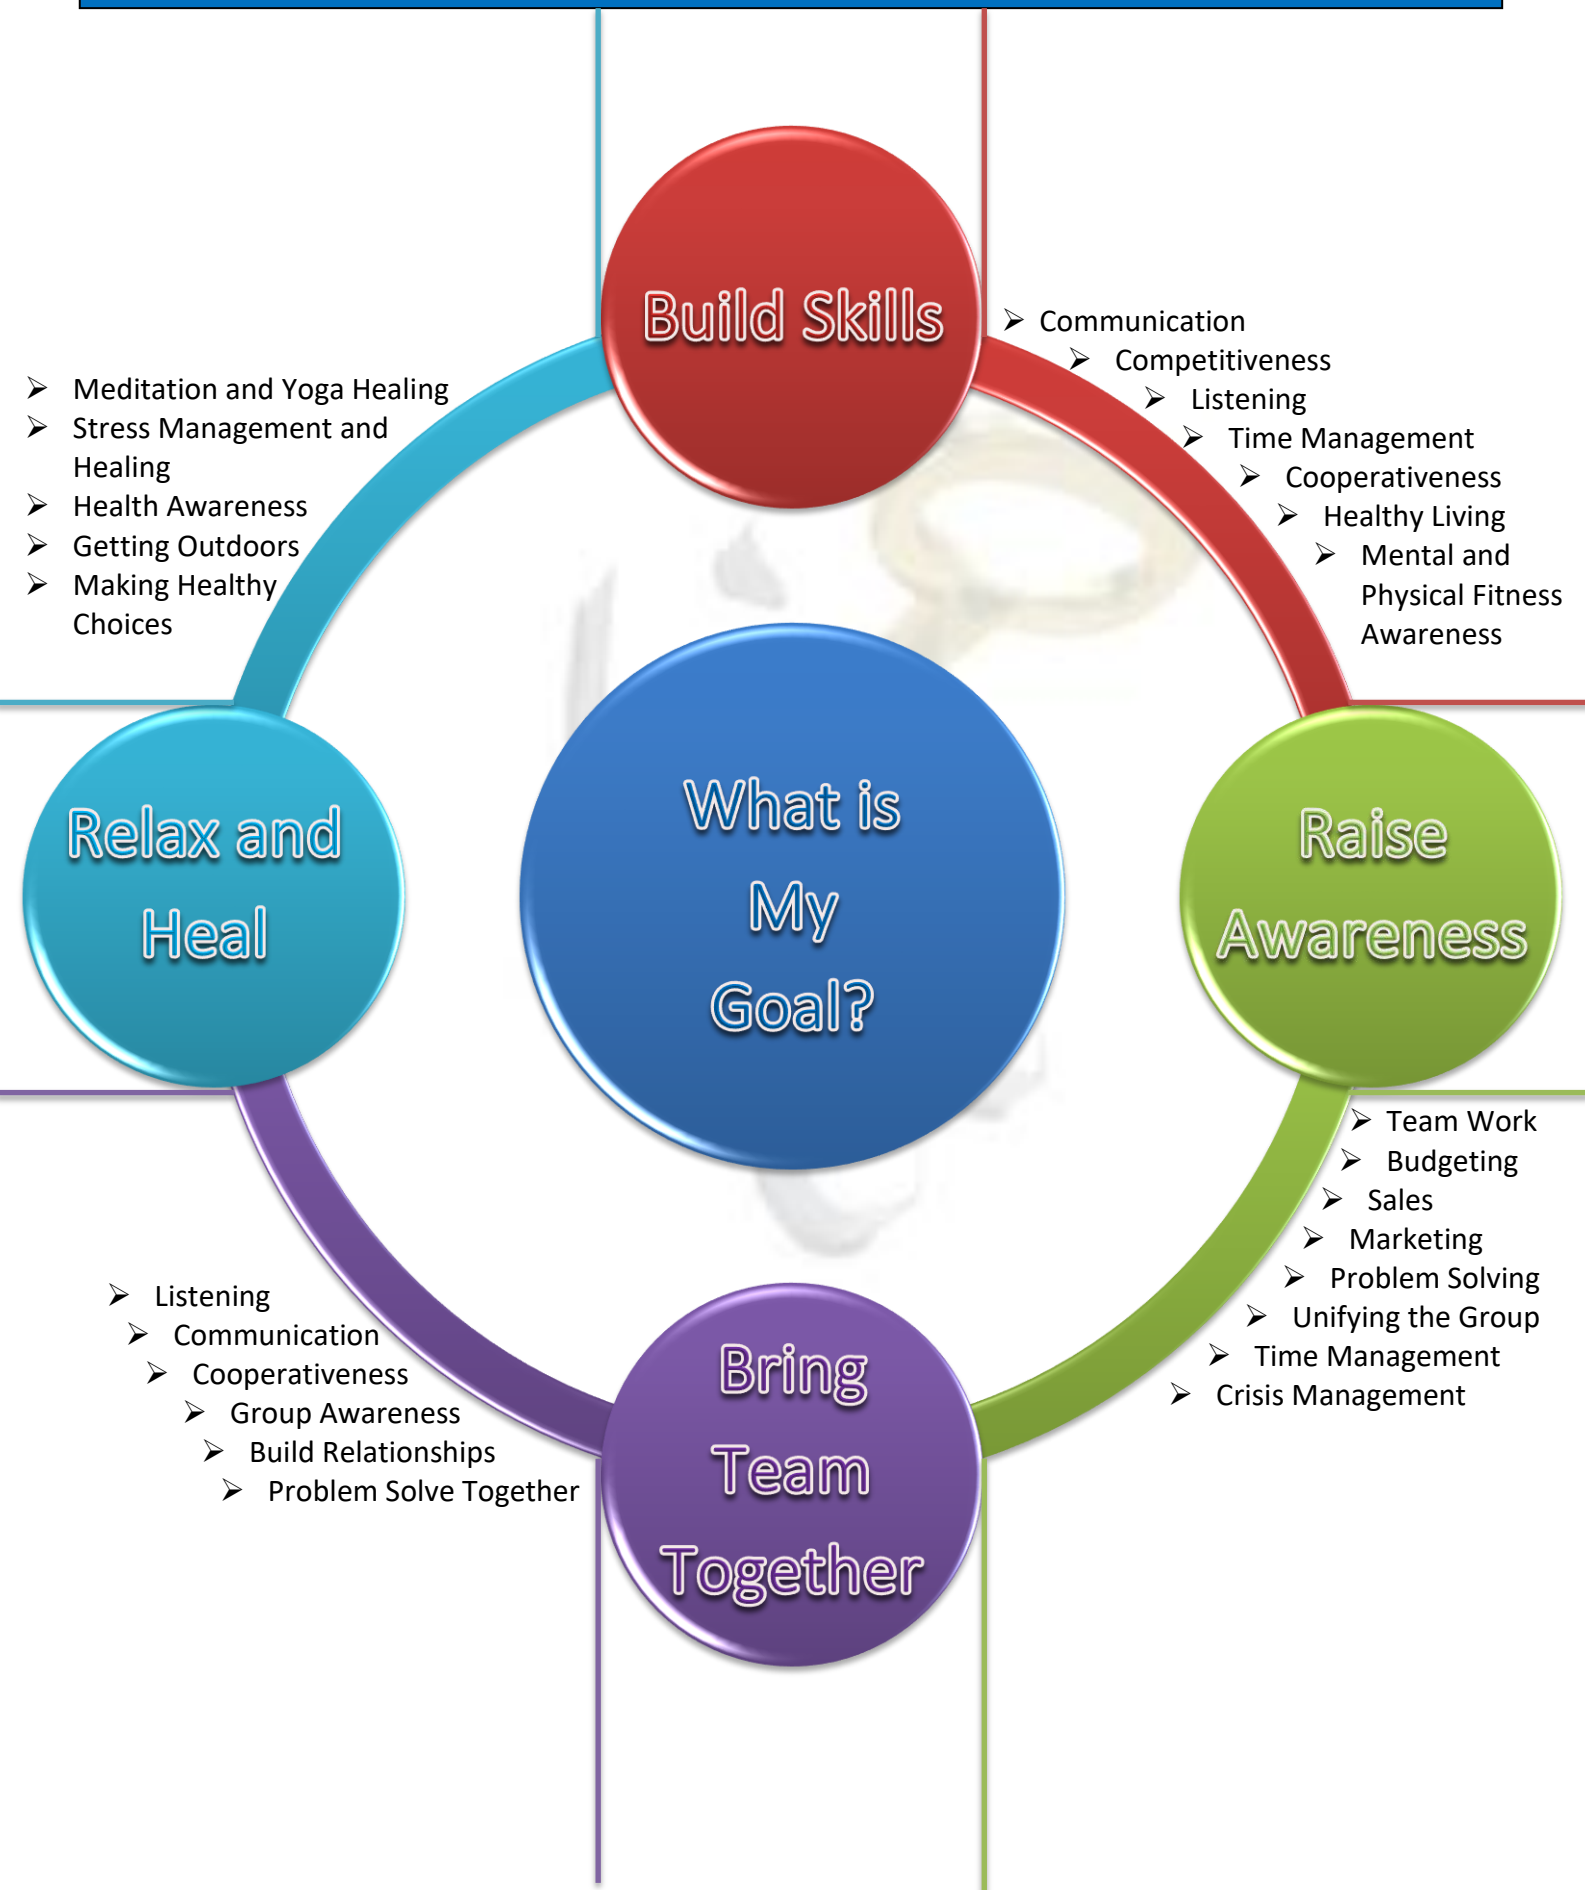 Build Skills
Communication
Competitiveness
Listening
Time Management
Cooperativeness
Healthy Living
Mental and
Physical Fitness
Awareness
Meditation and Yoga Healing
Stress Management and
Healing
Health Awareness
Getting Outdoors
Making Healthy
Choices
Relax and
Heal
What is
My
Goal?
Raise
Awareness
Team Work
Budgeting
Sales
Marketing
Problem Solving
Unifying the Group
Time Management
Crisis Management
Listening
Communication
Cooperativeness
Group Awareness
Build Relationships
Problem Solve Together
Bring
Team
Together